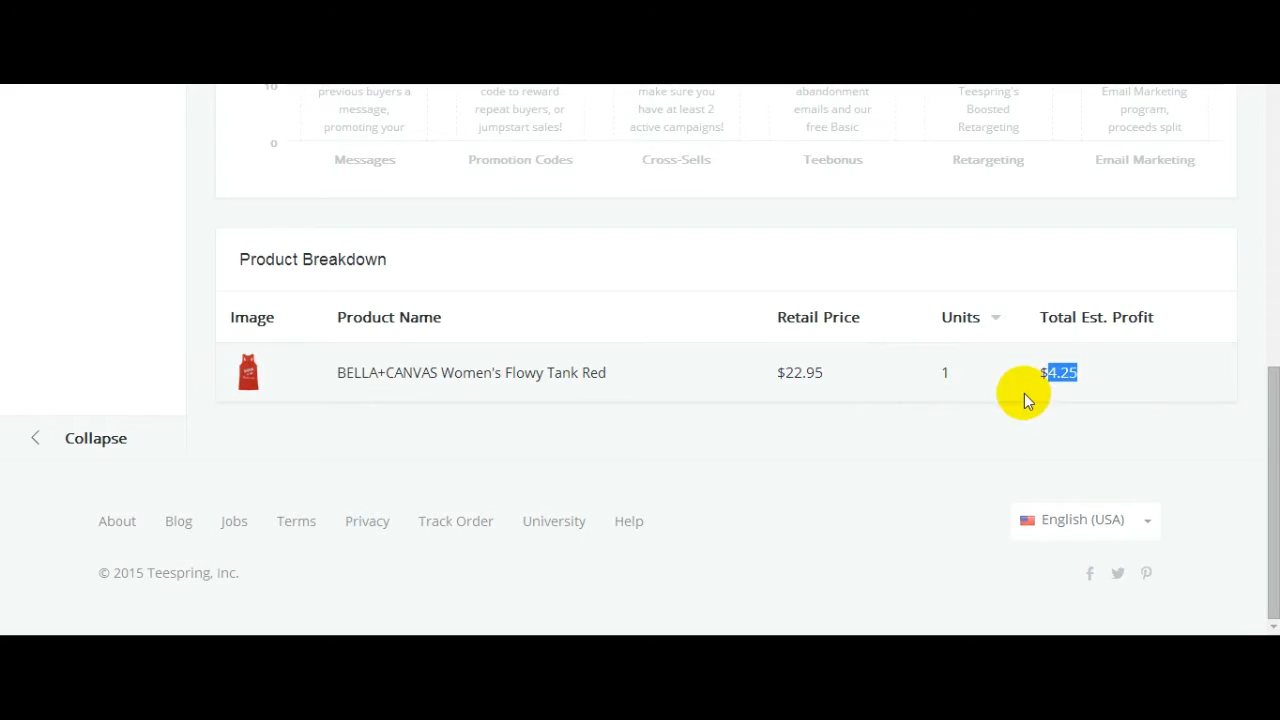 10
previous buyers a code to reward make sure you abandonment Teespring's Email Marketing
message, repeat buyers, or have at least 2 emails and our Boosted program,
promoting your jumpstart sales! active campaigns! free Basic Retargeting proceeds split
0
Messages Promotion Codes Cross-Sells Teebonus Retargeting Email Marketing
Product Breakdown
Image Product Name Retail Price Units Total Est. Profit
BELLA+CANVAS Women's Flowy Tank Red $22.95 1 $4.25
Collapse
About Blog Jobs Terms Privacy Track Order University Help
English (USA)
© 2015 Teespring, Inc.